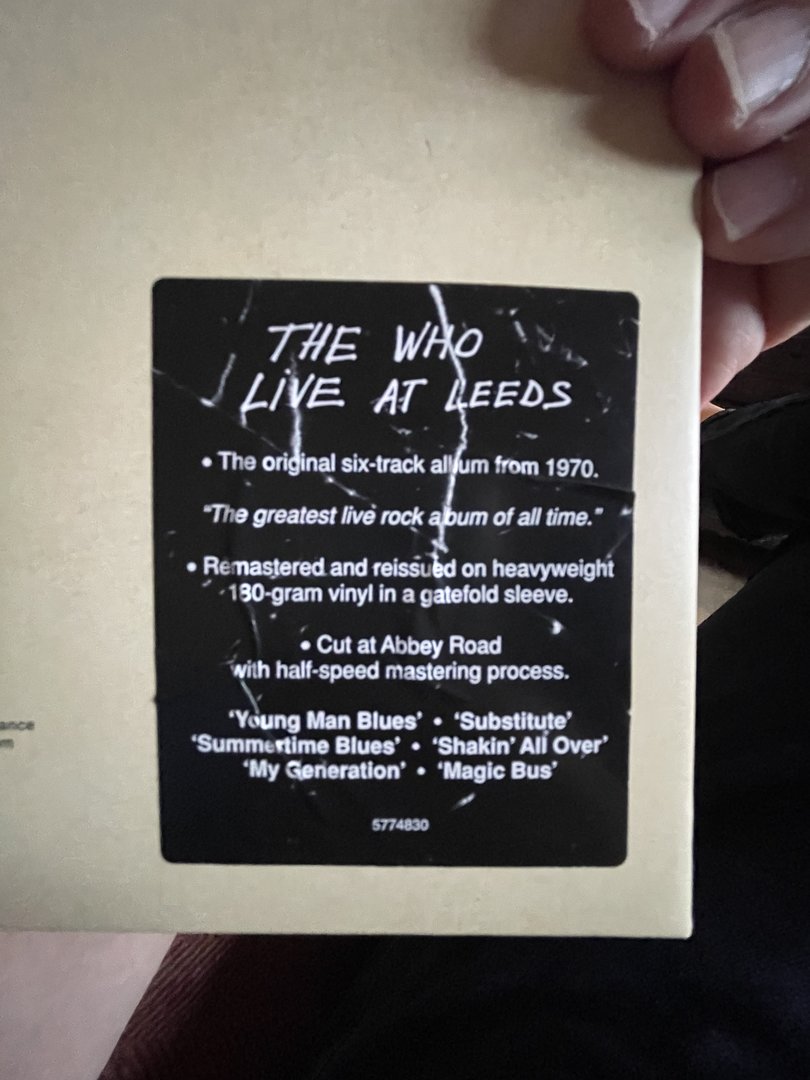 THE WHO
LIVE AT LEEDS
• The original six-track album from 1970.
"The greatest live rock album of all time."
• Remastered and reissued on heavyweight
180-gram vinyl in a gatefold sleeve.
• Cut at Abbey Road
with half-speed mastering process.
'Young Man Blues' • 'Substitute'
'Summertime Blues' • 'Shakin' All Over'
'My Generation' • 'Magic Bus'
5774830